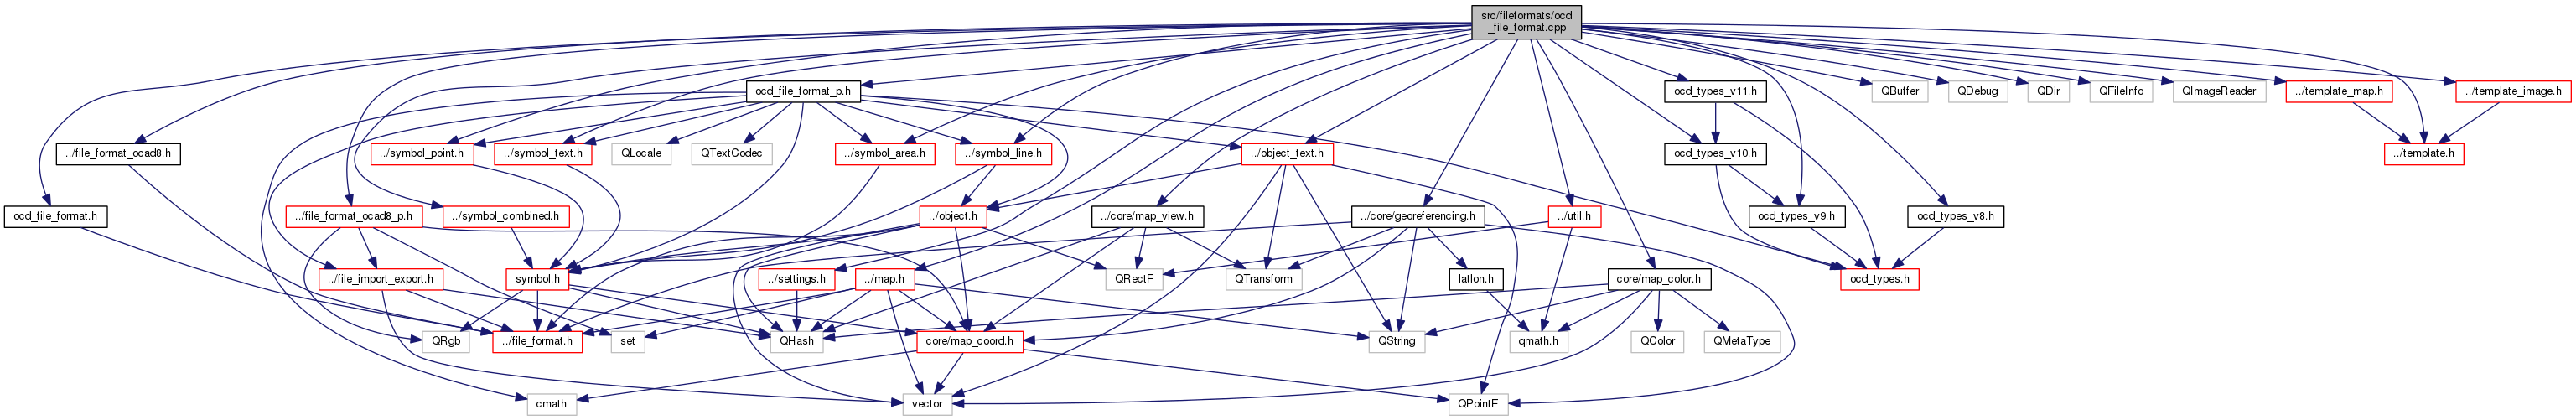 src/fileformats/ocd
_file_format.cpp
ocd_file_format_p.h
ocd_types_v11.h
QBuffer
QDebug
QDir
QFileInfo
QImageReader
../template_map.h
../template_image.h
../file_format_ocad8.h
../symbol_point.h
../symbol_text.h
QLocale
QTextCodec
../symbol_area.h
../symbol_line.h
../object_text.h
ocd_types_v10.h
../template.h
ocd_file_format.h
../file_format_ocad8_p.h
../symbol_combined.h
../object.h
../core/map_view.h
../core/georeferencing.h
../util.h
ocd_types_v9.h
ocd_types_v8.h
../file_import_export.h
symbol.h
../settings.h
../map.h
QRectF
QTransform
latlon.h
core/map_color.h
ocd_types.h
QRgb
../file_format.h
set
QHash
core/map_coord.h
QString
qmath.h
QColor
QMetaType
cmath
vector
QPointF